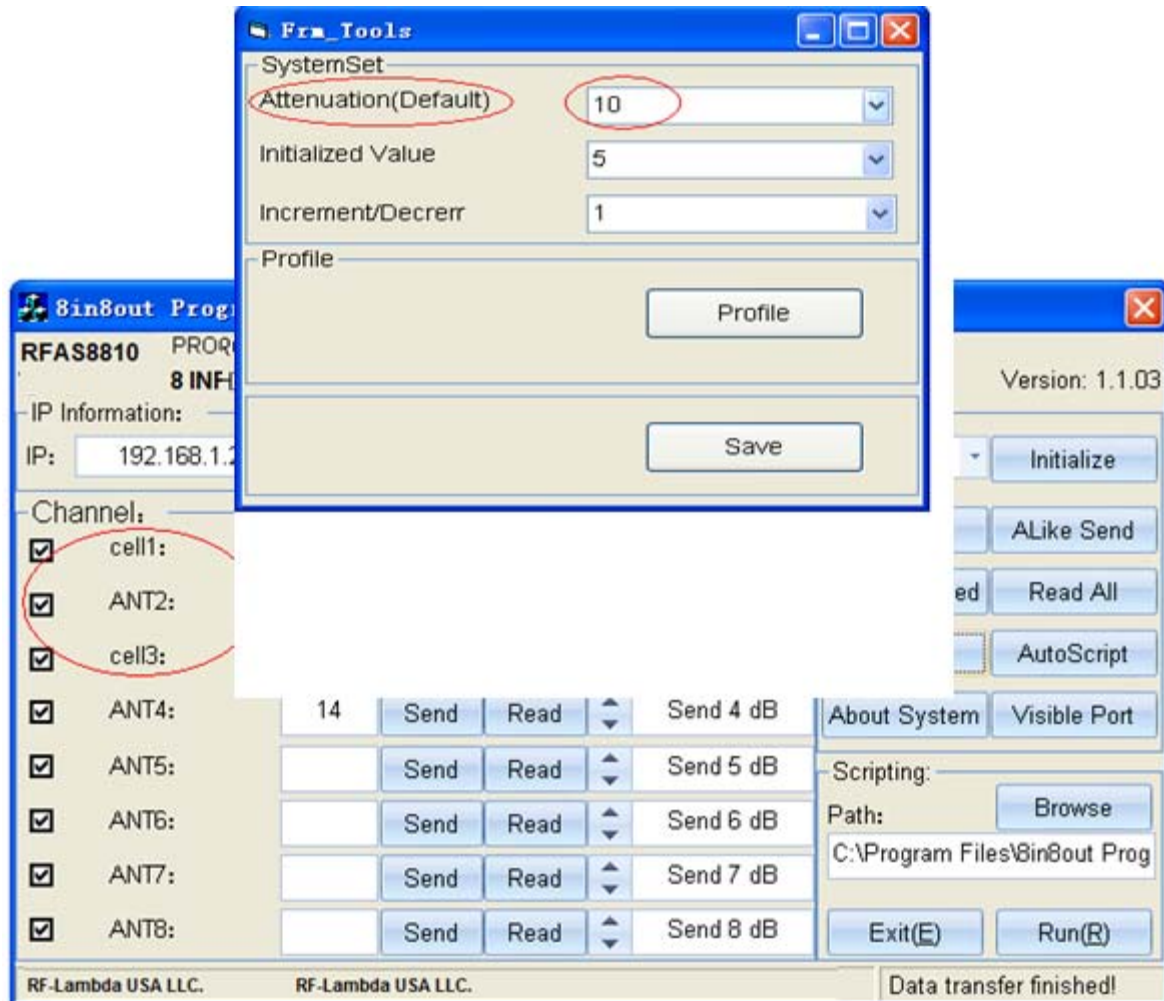 Frm_Tools
SystemSet
Attenuation(Default) 10
Initialized Value 5
Increment/Decrerr 1
Profile
Profile
Save
8in8out Prog
RFAS8810
8 INF
Version: 1.1.03
IP Information:
IP: 192.168.1.2
Initialize
Channel:
cell1:
ALike Send
ANT2:
ed Read All
cell3:
AutoScript
ANT4: 14 Send Read Send 4 dB
About System Visible Port
ANT5: Send Read Send 5 dB
Scripting:
ANT6: Send Read Send 6 dB
Path: Browse
ANT7: Send Read Send 7 dB
C:\Program Files\8in8out Prog
ANT8: Send Read Send 8 dB
Exit(E) Run(R)
RF-Lambda USA LLC. RF-Lambda USA LLC. Data transfer finished!